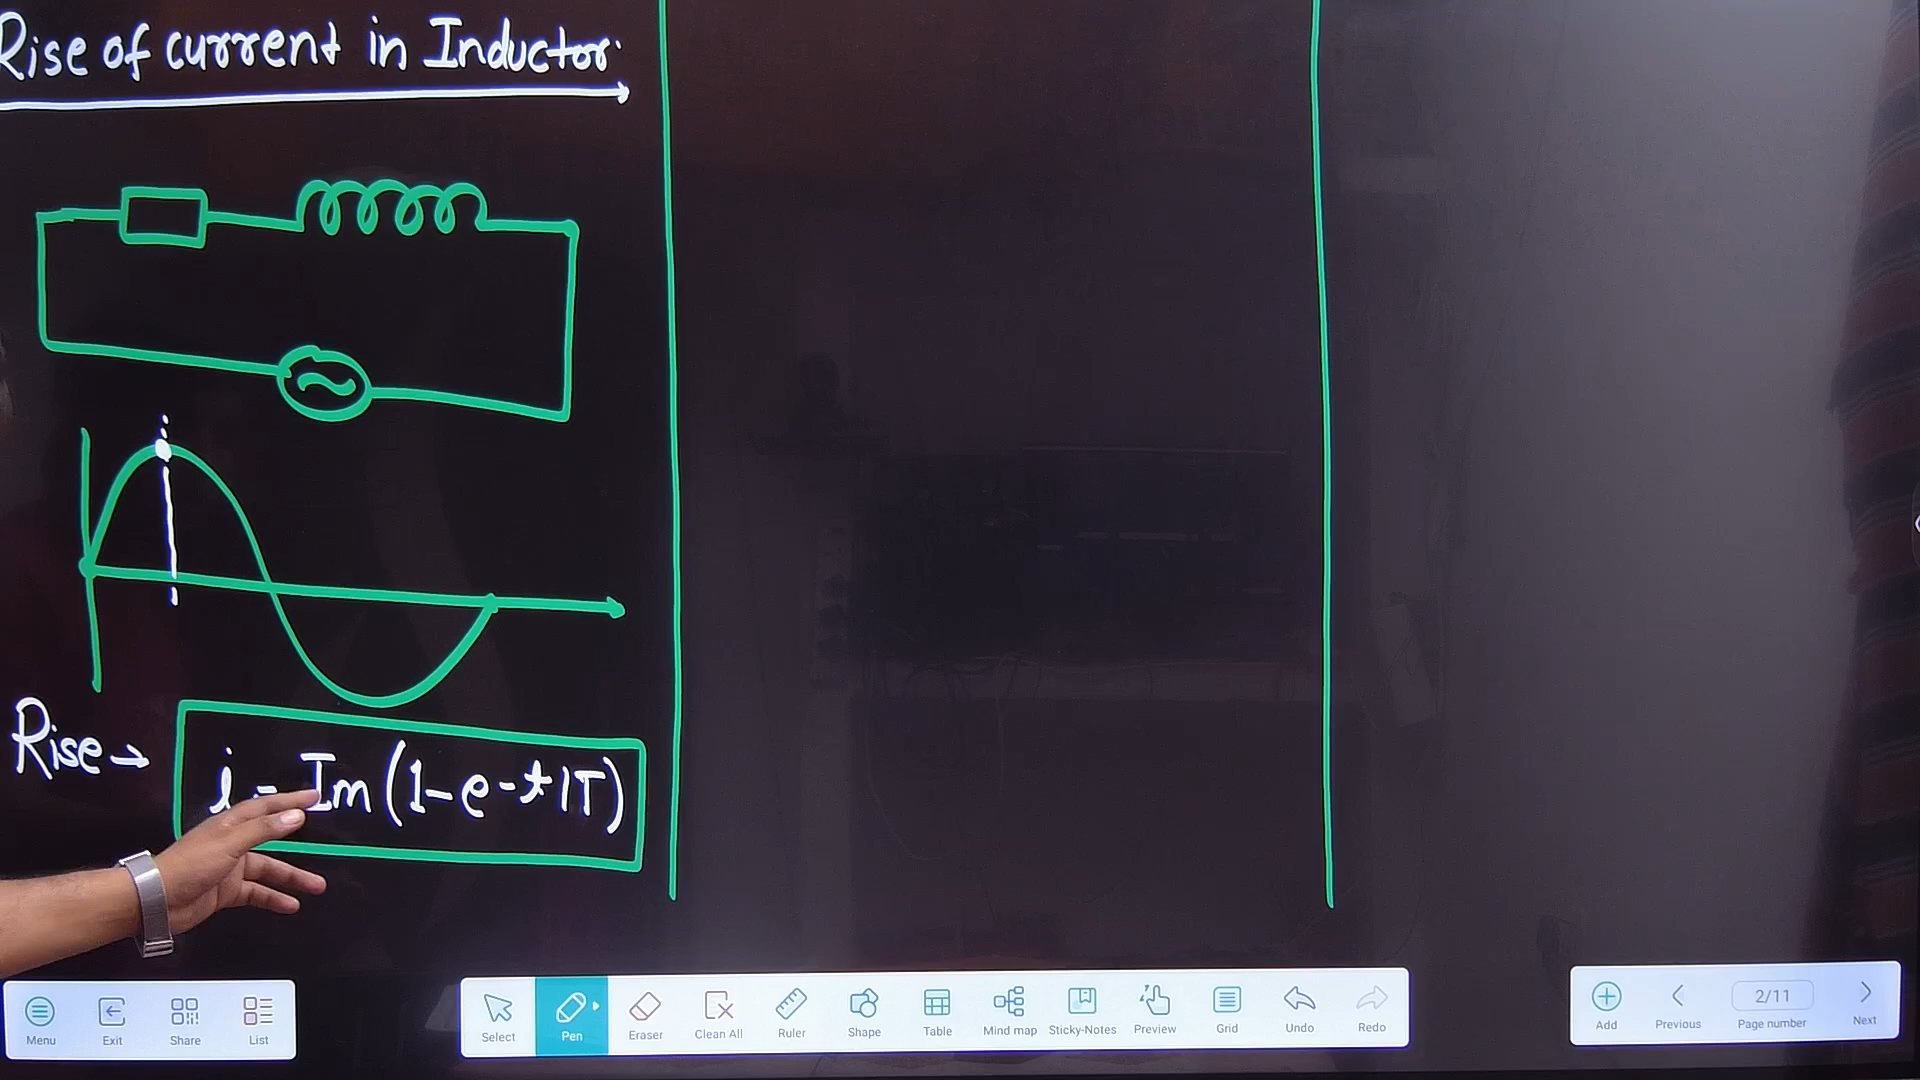 Rise of current in Inductor
Rise→
i = Im(1-e-t/T)
Menu
Exit
Share
List
Select
Pen
Eraser
Clean All
Ruler
Shape
Table
Mind map
Sticky-Notes
Preview
Grid
Undo
Redo
Add
Previous
2/11
Page number
Next